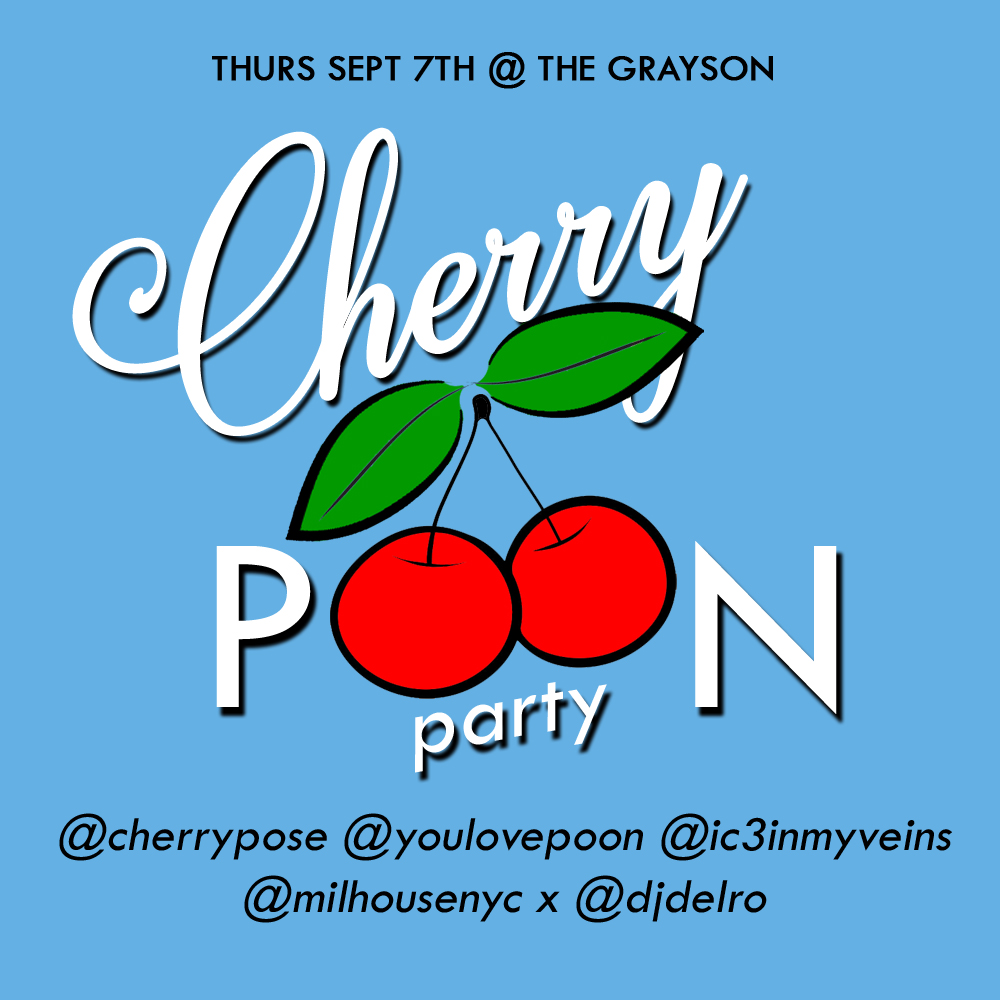 THURS SEPT 7TH @ THE GRAYSON
Cherry
POON
party
@cherrypose @youlovepoon @ic3inmyveins
@milhousenyc x @djdelro